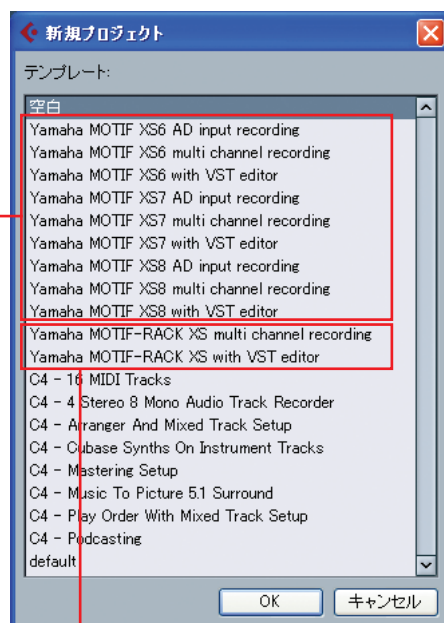 新規プロジェクト
テンプレート:
空白
Yamaha MOTIF XS6 AD input recording
Yamaha MOTIF XS6 multi channel recording
Yamaha MOTIF XS6 with VST editor
Yamaha MOTIF XS7 AD input recording
Yamaha MOTIF XS7 multi channel recording
Yamaha MOTIF XS7 with VST editor
Yamaha MOTIF XS8 AD input recording
Yamaha MOTIF XS8 multi channel recording
Yamaha MOTIF XS8 with VST editor
Yamaha MOTIF-RACK XS multi channel recording
Yamaha MOTIF-RACK XS with VST editor
C4 - 16 MIDI Tracks
C4 - 4 Stereo 8 Mono Audio Track Recorder
C4 - Arranger And Mixed Track Setup
C4 - Cubase Synths On Instrument Tracks
C4 - Mastering Setup
C4 - Music To Picture 5.1 Surround
C4 - Play Order With Mixed Track Setup
C4 - Podcasting
default
OK
キャンセル